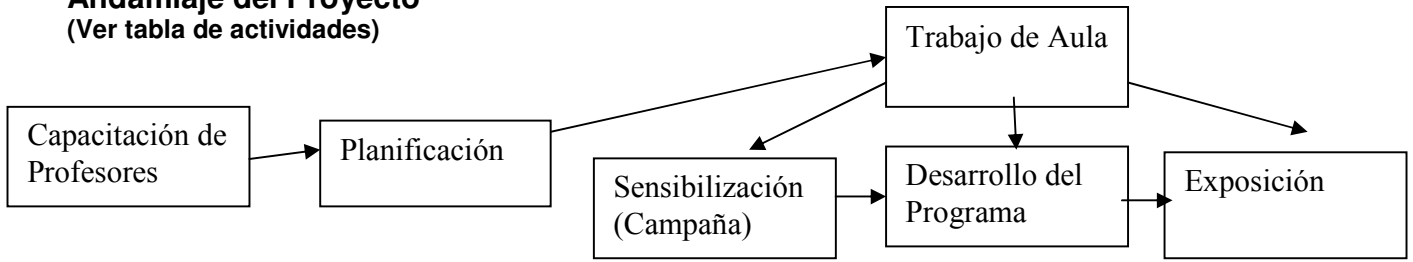 Andamiaje del Proyecto
(Ver tabla de actividades)
Trabajo de Aula
Capacitación de
Profesores
Planificación
Sensibilización
(Campaña)
Desarrollo del
Programa
Exposición